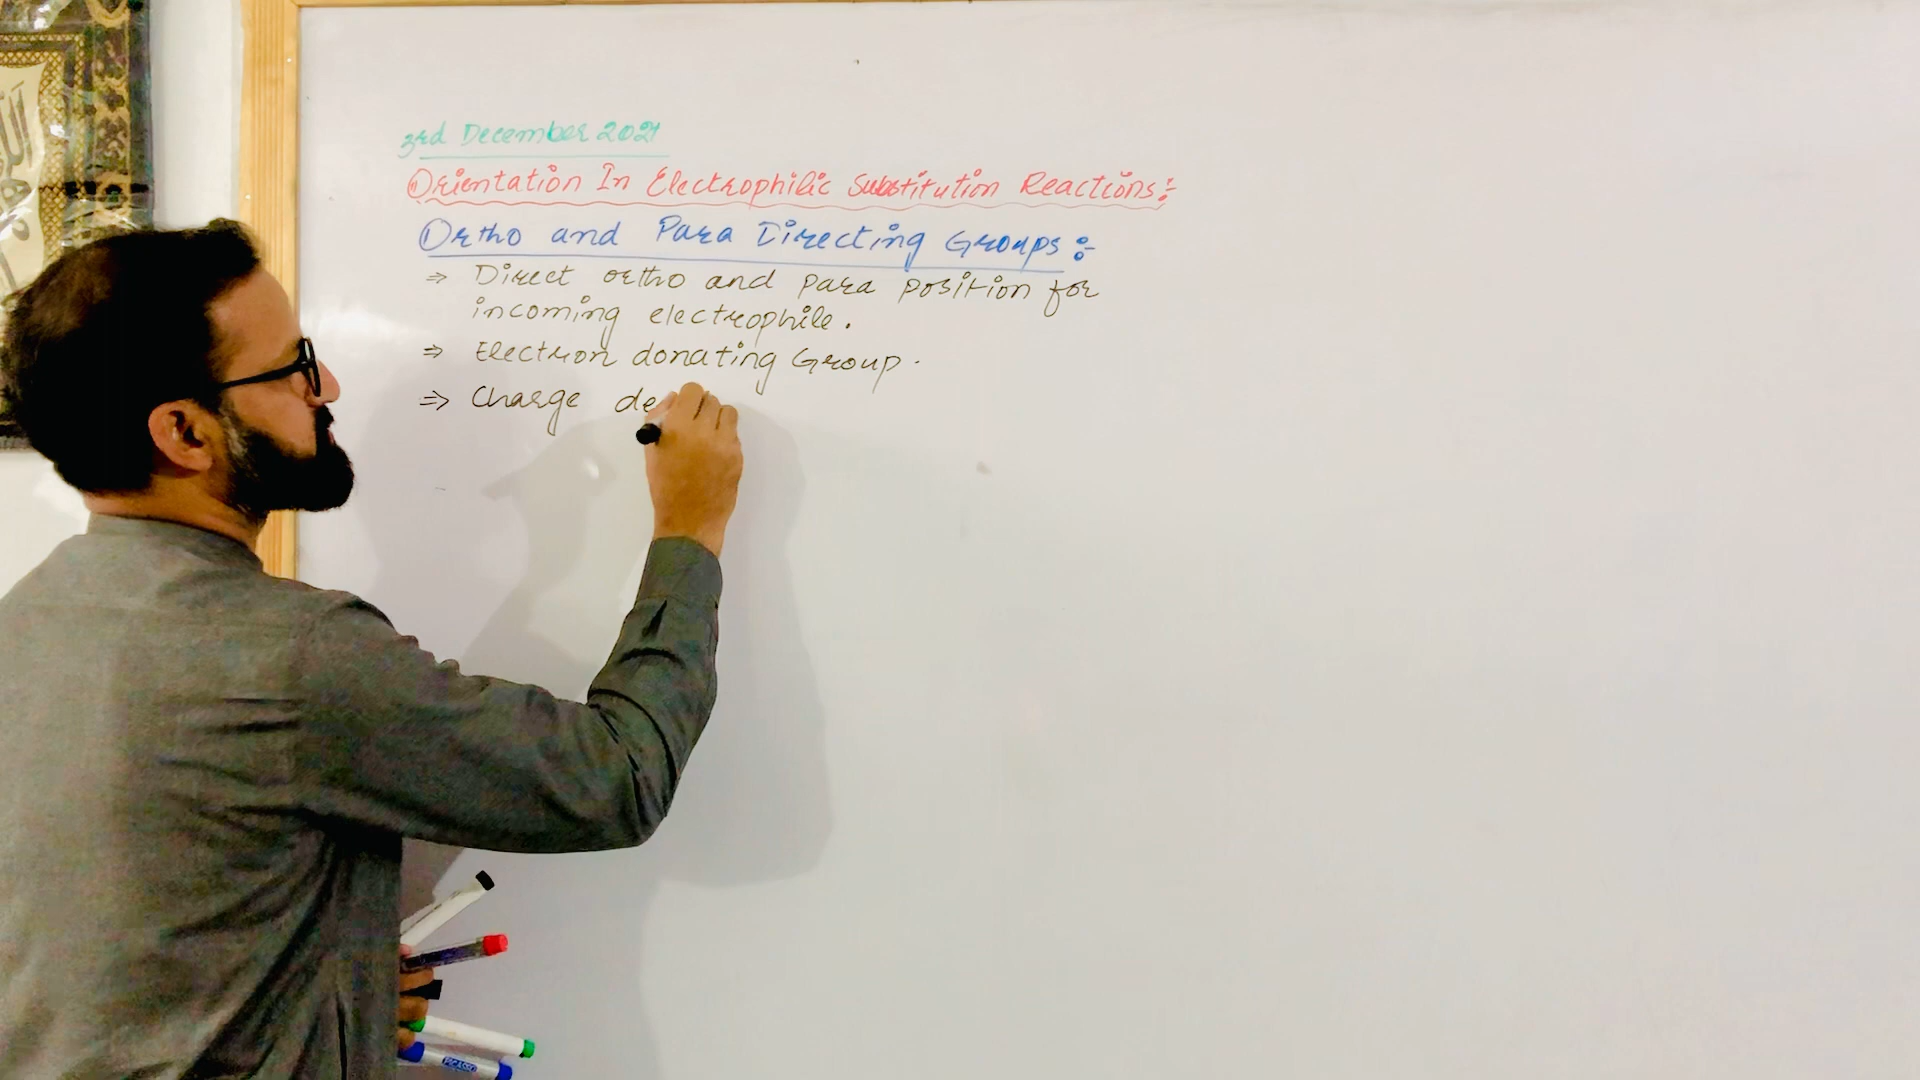 3rd December 2021
Orientation In Electrophilic Substitution Reactions:-
Ortho and Para Directing Groups:-
⇒ Direct ortho and para position for
incoming electrophile.
⇒ Electron donating Group.
⇒ Charge de
PICASSO